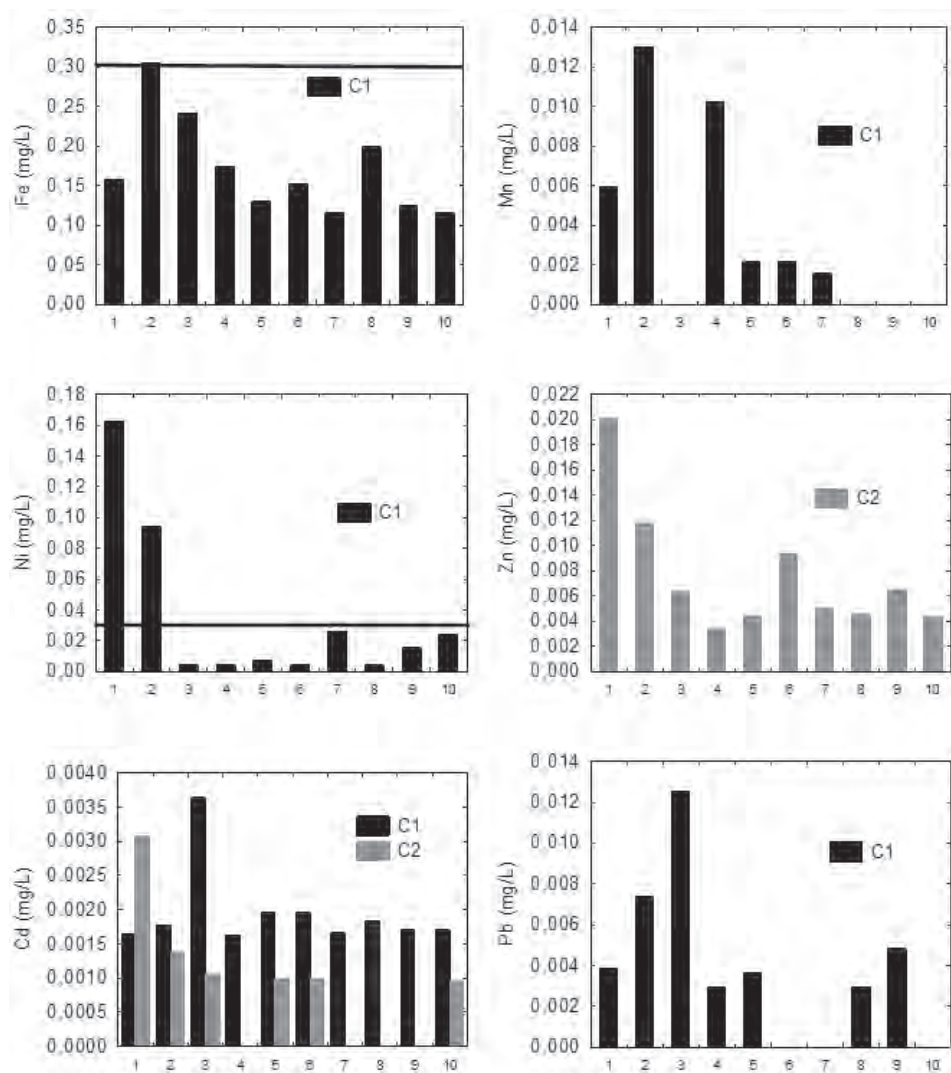 Fe (mg/L)
0,35
0,30
0,25
0,20
0,15
0,10
0,05
0,00
C1
1 2 3 4 5 6 7 8 9 10
Mn (mg/L)
0,014
0,012
0,010
0,008
0,006
0,004
0,002
0,000
C1
1 2 3 4 5 6 7 8 9 10
Ni (mg/L)
0,18
0,16
0,14
0,12
0,10
0,08
0,06
0,04
0,02
0,00
C1
1 2 3 4 5 6 7 8 9 10
Zn (mg/L)
0,022
0,020
0,018
0,016
0,014
0,012
0,010
0,008
0,006
0,004
0,002
0,000
C2
1 2 3 4 5 6 7 8 9 10
Cd (mg/L)
0,0040
0,0035
0,0030
0,0025
0,0020
0,0015
0,0010
0,0005
0,0000
C1
C2
1 2 3 4 5 6 7 8 9 10
Pb (mg/L)
0,014
0,012
0,010
0,008
0,006
0,004
0,002
0,000
C1
1 2 3 4 5 6 7 8 9 10